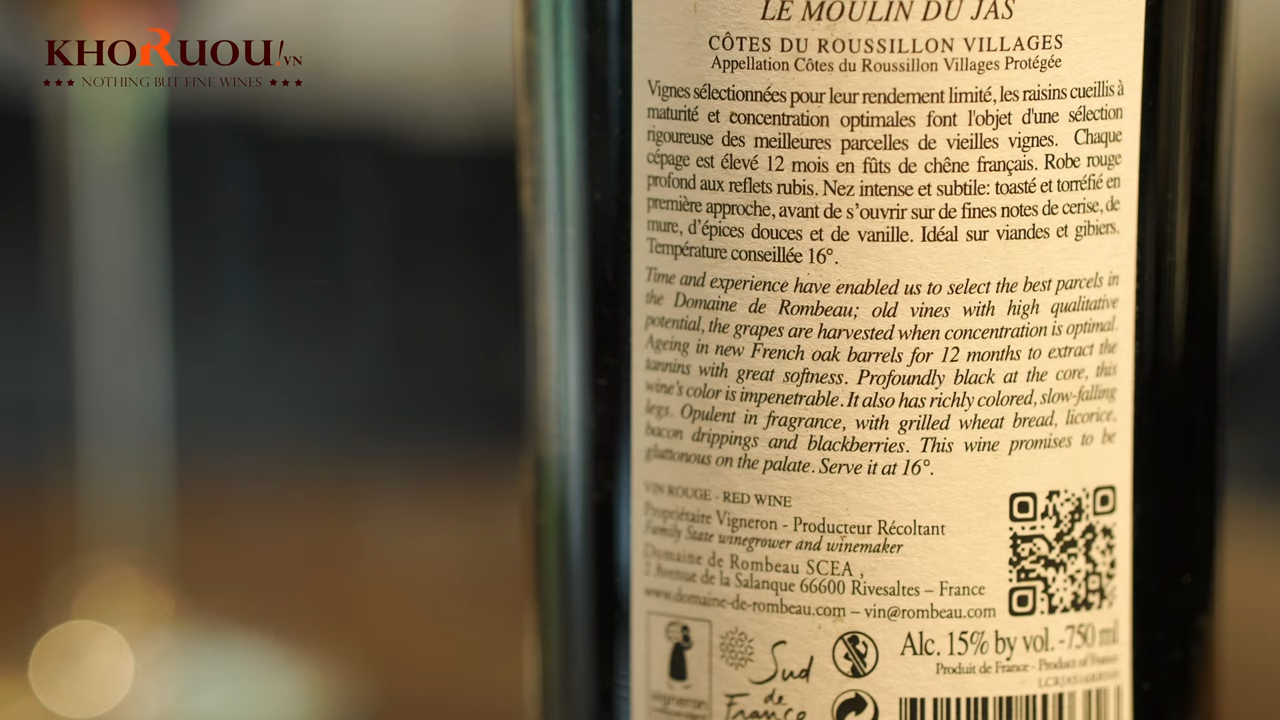 KHORUOU!.VN
NOTHING BUT FINE WINES
LE MOULIN DU JAS
CÔTES DU ROUSSILLON VILLAGES
Appellation Côtes du Roussillon Villages Protégée
Vignes sélectionnées pour leur rendement limité, les raisins cueillis à
maturité et concentration optimales font l'objet d'une sélection
rigoureuse des meilleures parcelles de vieilles vignes. Chaque
cépage est élevé 12 mois en fûts de chêne français. Robe rouge
profond aux reflets rubis. Nez intense et subtile: toasté et torréfié en
première approche, avant de s'ouvrir sur de fines notes de cerise, de
mure, d'épices douces et de vanille. Idéal sur viandes et gibiers.
Température conseillée 16°.
Time and experience have enabled us to select the best parcels in
the Domaine de Rombeau; old vines with high qualitative
potential, the grapes are harvested when concentration is optimal.
Ageing in new French oak barrels for 12 months to extract the
tannins with great softness. Profoundly black at the core, this
wine's color is impenetrable. It also has richly colored, slow-falling
legs. Opulent in fragrance, with grilled wheat bread, licorice,
bacon drippings and blackberries. This wine promises to be
gluttonous on the palate. Serve it at 16°.
VIN ROUGE - RED WINE
Propriétaire Vigneron - Producteur Récoltant
Family State winegrower and winemaker
Domaine de Rombeau SCEA ,
2 Avenue de la Salanque 66600 Rivesaltes – France
www.domaine-de-rombeau.com – vin@rombeau.com
Alc. 15% by vol. -750 ml
Produit de France - Product of France
vigneron
Sud
de
France